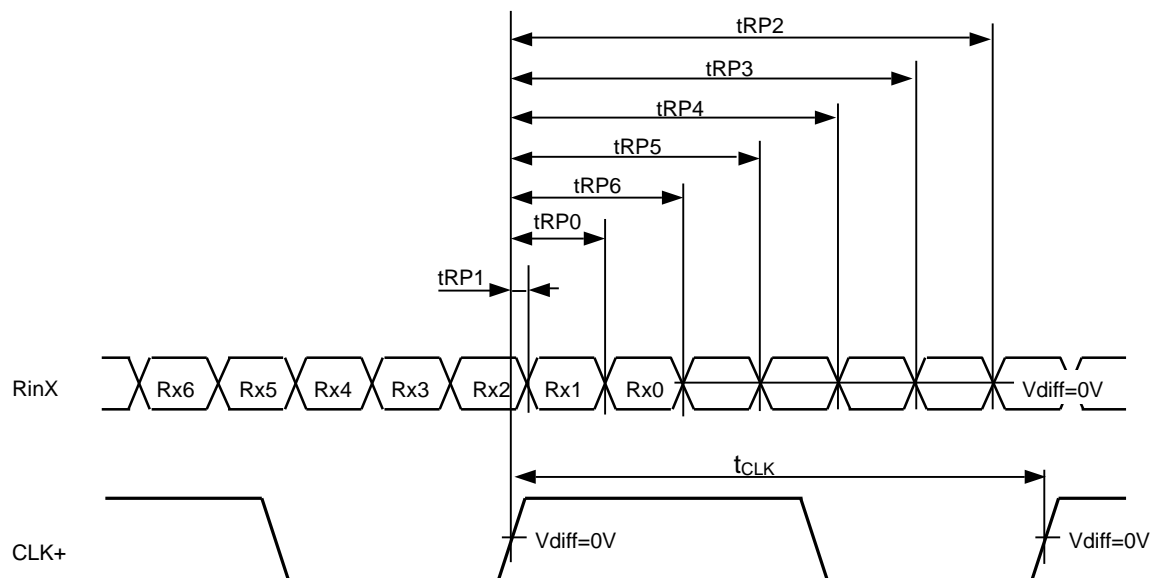 tRP2
tRP3
tRP4
tRP5
tRP6
tRP0
tRP1
RinX Rx6 Rx5 Rx4 Rx3 Rx2 Rx1 Rx0 Vdiff=0V
tCLK
CLK+ Vdiff=0V Vdiff=0V